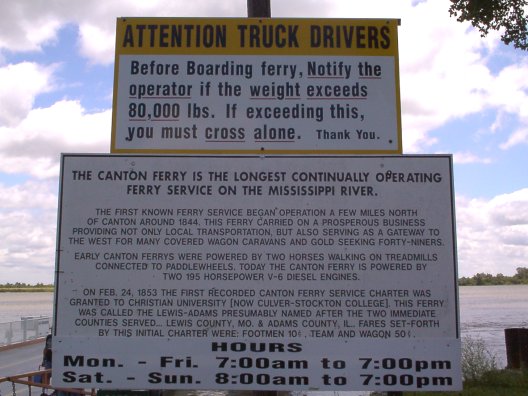 ATTENTION TRUCK DRIVERS
Before Boarding ferry, Notify the
operator if the weight exceeds
80,000 lbs. If exceeding this,
you must cross alone. Thank You.
THE CANTON FERRY IS THE LONGEST CONTINUALLY OPERATING
FERRY SERVICE ON THE MISSISSIPPI RIVER.
THE FIRST KNOWN FERRY SERVICE BEGAN OPERATION A FEW MILES NORTH
OF CANTON AROUND 1844. THIS FERRY CARRIED ON A PROSPEROUS BUSINESS
PROVIDING NOT ONLY LOCAL TRANSPORTATION, BUT ALSO SERVING AS A GATEWAY TO
THE WEST FOR MANY COVERED WAGON CARAVANS AND GOLD SEEKING FORTY-NINERS.
EARLY CANTON FERRYS WERE POWERED BY TWO HORSES WALKING ON TREADMILLS
CONNECTED TO PADDLEWHEELS. TODAY THE CANTON FERRY IS POWERED BY
TWO 195 HORSEPOWER V-6 DIESEL ENGINES.
ON FEB. 24, 1853 THE FIRST RECORDED CANTON FERRY SERVICE CHARTER WAS
GRANTED TO CHRISTIAN UNIVERSITY [NOW CULVER-STOCKTON COLLEGE]. THIS FERRY
WAS CALLED THE LEWIS-ADAMS PRESUMABLY NAMED AFTER THE TWO IMMEDIATE
COUNTIES SERVED... LEWIS COUNTY, MO. & ADAMS COUNTY, IL.. FARES SET-FORTH
BY THIS INITIAL CHARTER WERE: FOOTMEN 10¢, TEAM AND WAGON 50¢.
HOURS
Mon. - Fri. 7:00am to 7:00pm
Sat. - Sun. 8:00am to 7:00pm